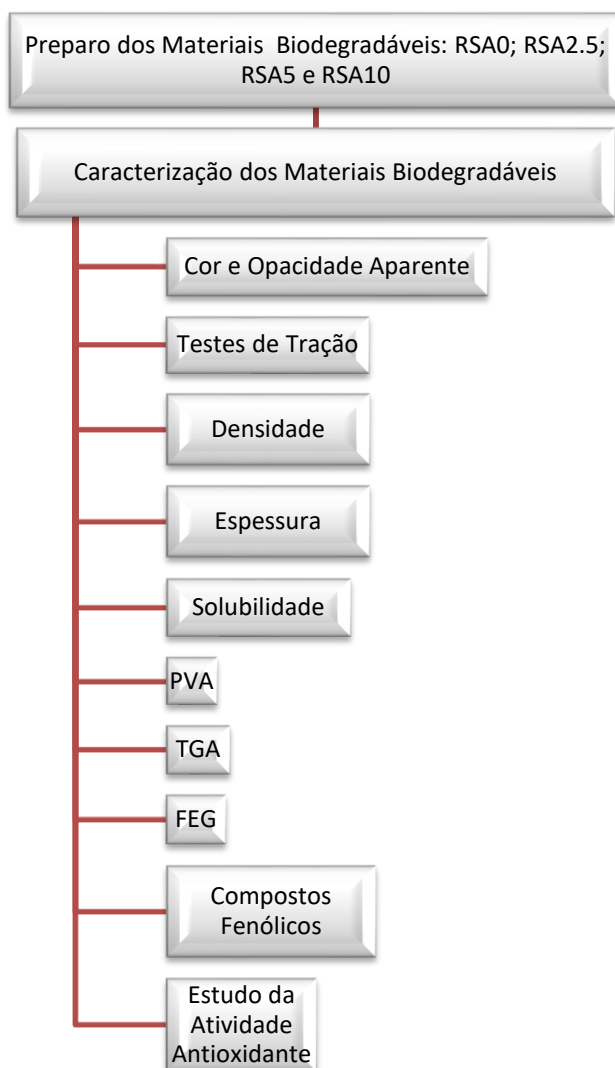 Preparo dos Materiais  Biodegradáveis: RSA0; RSA2.5;
RSA5 e RSA10
Caracterização dos Materiais Biodegradáveis
Cor e Opacidade Aparente
Testes de Tração
Densidade
Espessura
Solubilidade
PVA
TGA
FEG
Compostos
Fenólicos
Estudo da
Atividade
Antioxidante